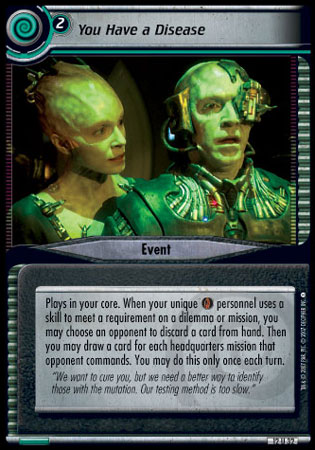 2
You Have a Disease
Event
Plays in your core. When your unique personnel uses a
skill to meet a requirement on a dilemma or mission, you
may choose an opponent to discard a card from hand. Then
you may draw a card for each headquarters mission that
opponent commands. You may do this only once each turn.
"We want to cure you, but we need a better way to identify
those with the mutation. Our testing method is too slow."
12 U 32